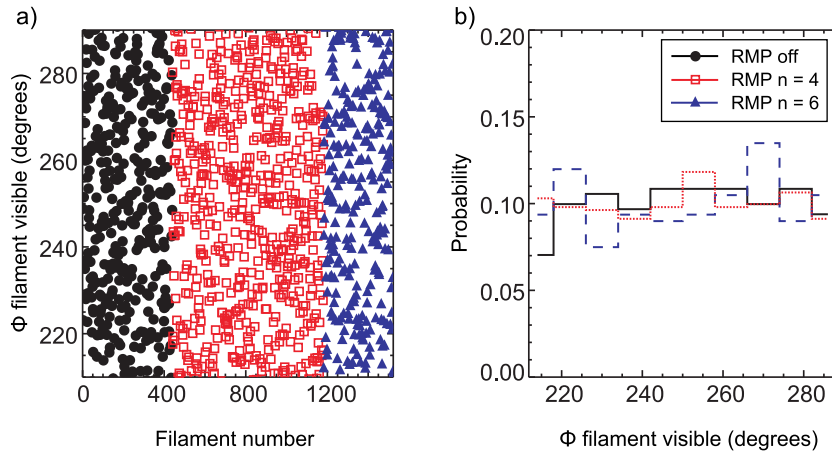 a)
Φ filament visible (degrees)
280
260
240
220
0
400
800
1200
Filament number
b)
RMP off
RMP n = 4
RMP n = 6
Probability
0.20
0.15
0.10
0.05
0.00
220
240
260
280
Φ filament visible (degrees)